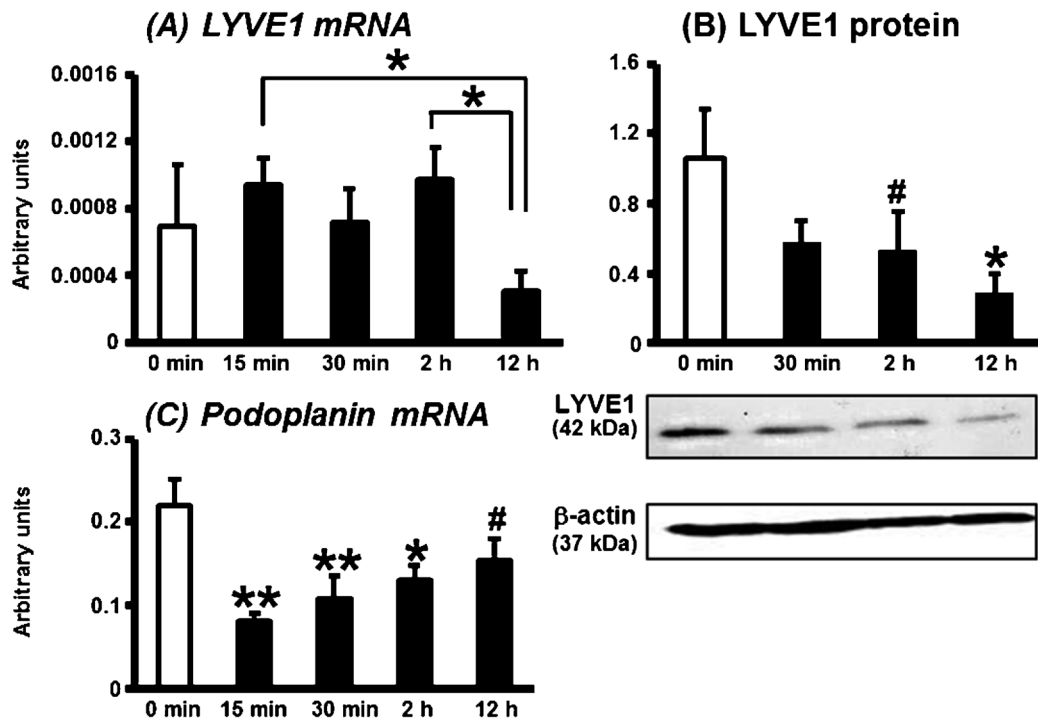 (A) LYVE1 mRNA
Arbitrary units
0.0016
0.0012
0.0008
0.0004
0
*
*
0 min 15 min 30 min 2 h 12 h
(B) LYVE1 protein
1.6
1.2
0.8
0.4
0
#
*
0 min 30 min 2 h 12 h
LYVE1
(42 kDa)
β-actin
(37 kDa)
(C) Podoplanin mRNA
Arbitrary units
0.3
0.2
0.1
0
**
**
*
#
0 min 15 min 30 min 2 h 12 h